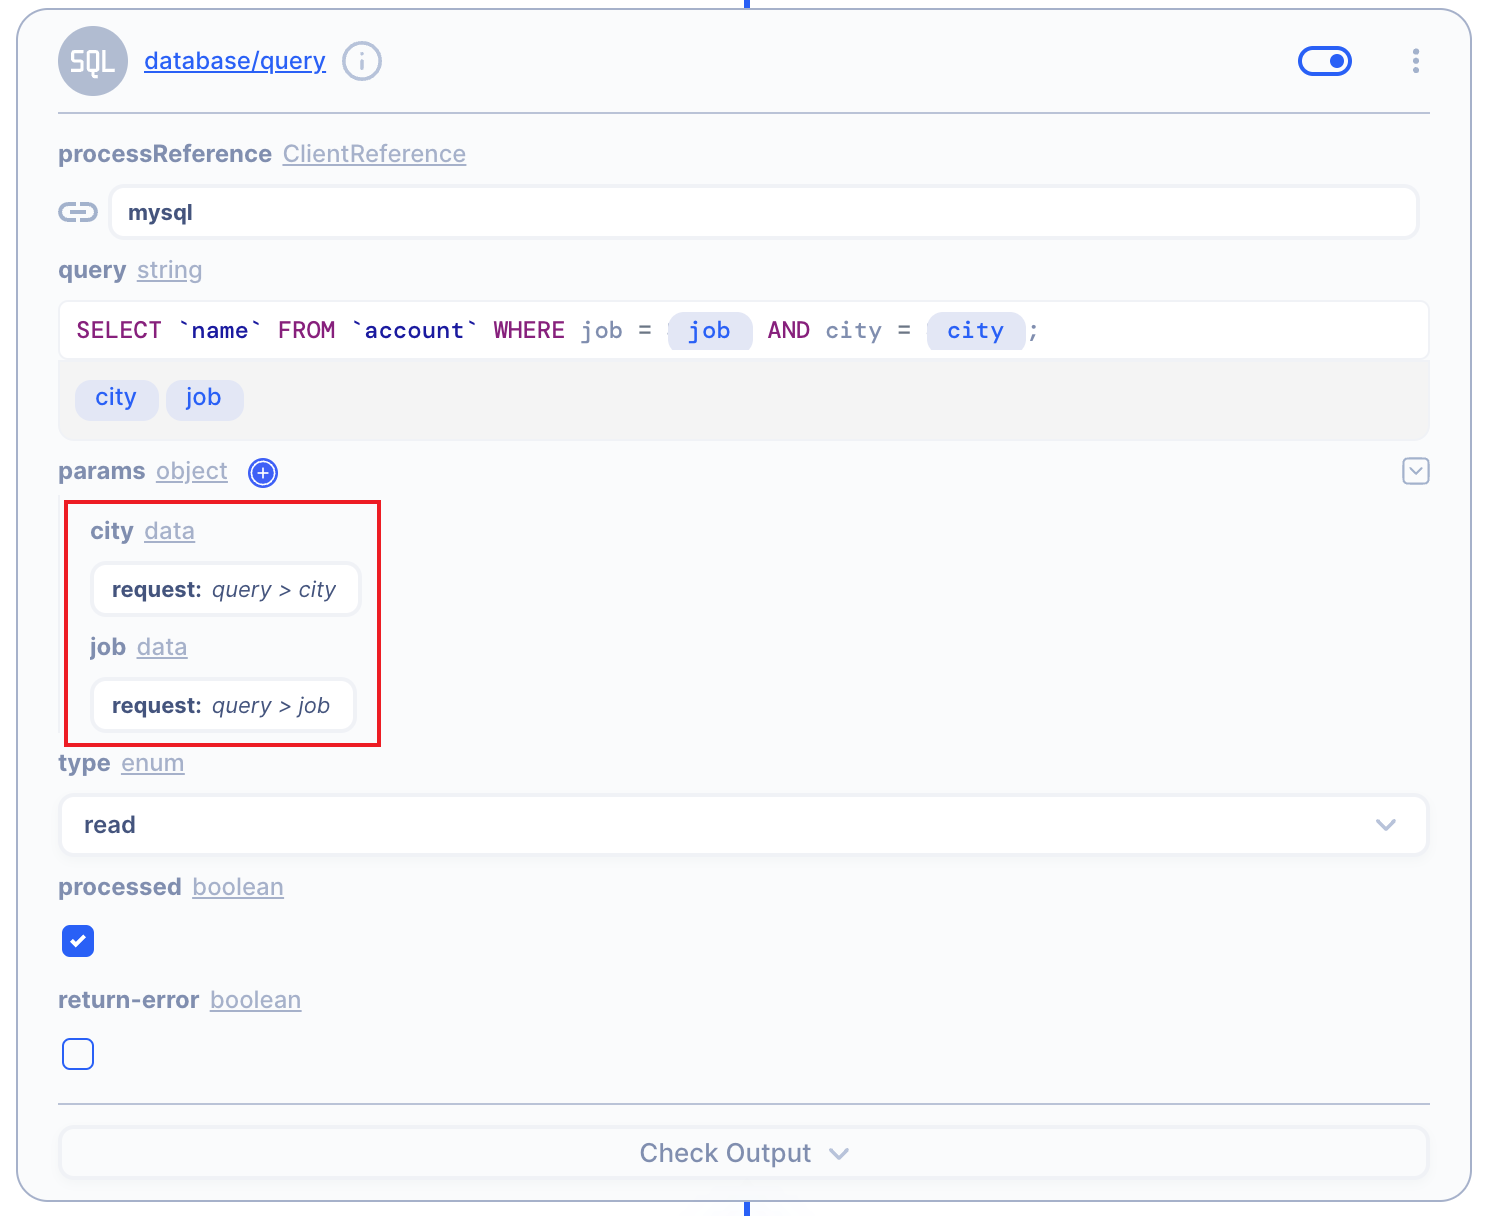 SQL database/query i
processReference ClientReference
mysql
query string
SELECT `name` FROM `account` WHERE job = job AND city = city ;
city job
params object
city data
request: query > city
job data
request: query > job
type enum
read
processed boolean
return-error boolean
Check Output